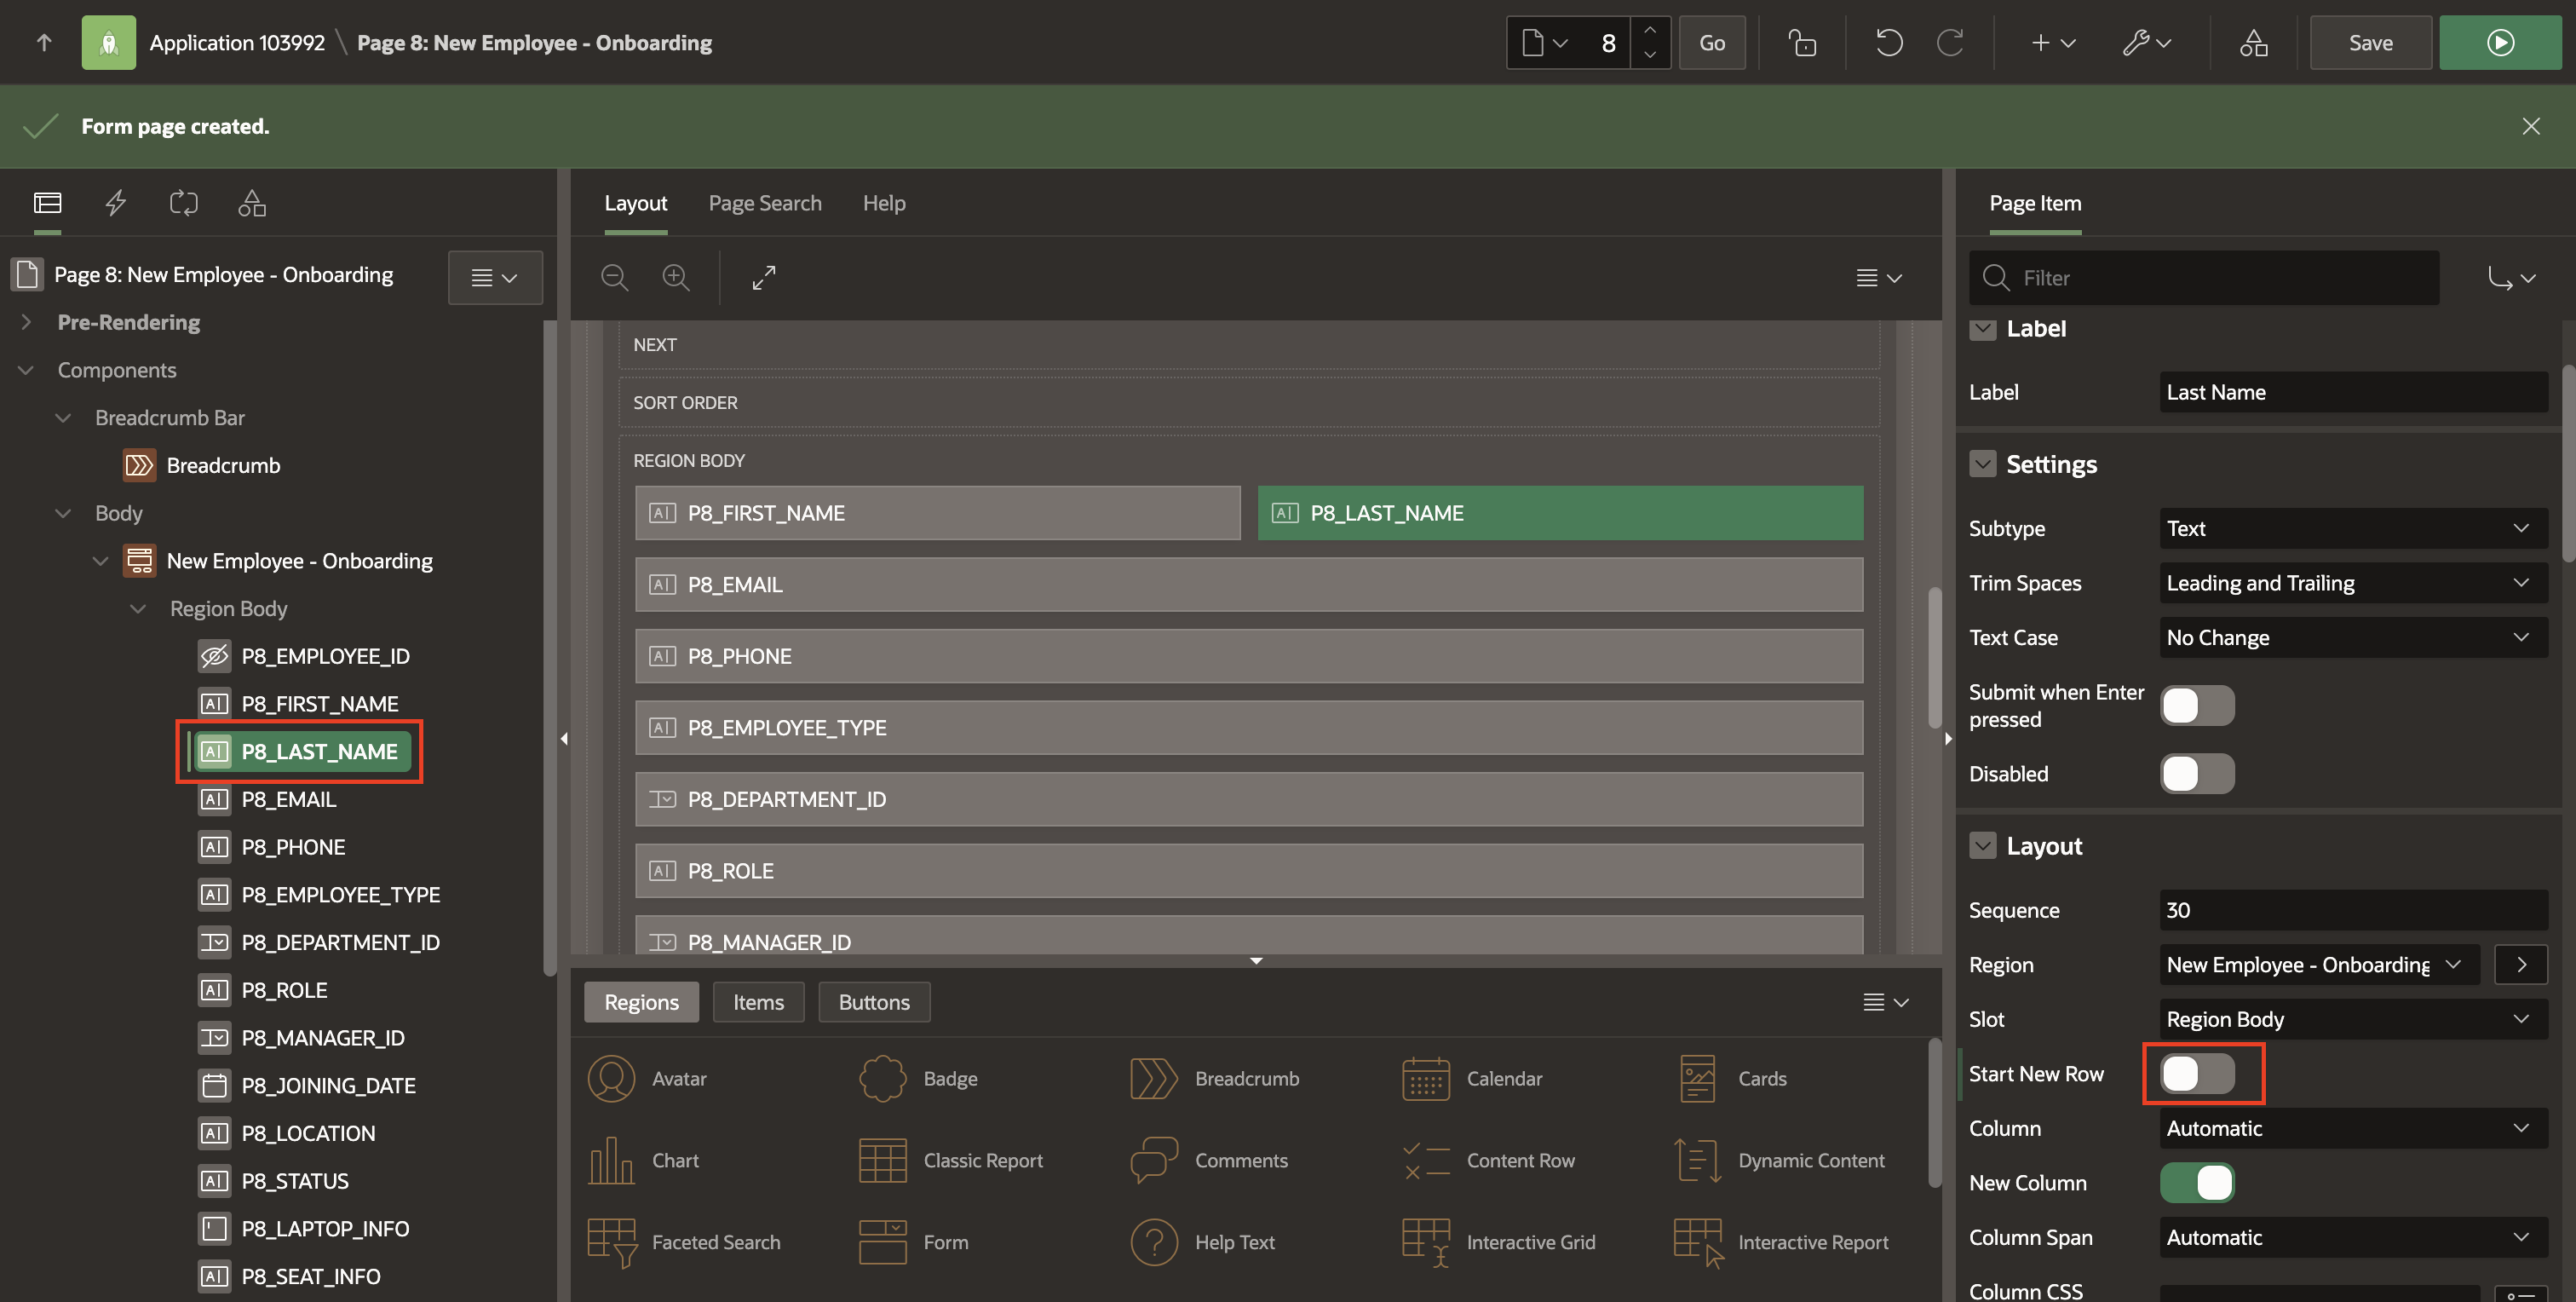 Application 103992 \ Page 8: New Employee - Onboarding
8
Go
Save
Form page created.
Layout
Page Search
Help
Page Item
Page 8: New Employee - Onboarding
Pre-Rendering
Components
Breadcrumb Bar
Breadcrumb
Body
New Employee - Onboarding
Region Body
P8_EMPLOYEE_ID
P8_FIRST_NAME
P8_LAST_NAME
P8_EMAIL
P8_PHONE
P8_EMPLOYEE_TYPE
P8_DEPARTMENT_ID
P8_ROLE
P8_MANAGER_ID
P8_JOINING_DATE
P8_LOCATION
P8_STATUS
P8_LAPTOP_INFO
P8_SEAT_INFO
NEXT
SORT ORDER
REGION BODY
P8_FIRST_NAME
P8_LAST_NAME
P8_EMAIL
P8_PHONE
P8_EMPLOYEE_TYPE
P8_DEPARTMENT_ID
P8_ROLE
P8_MANAGER_ID
Regions
Items
Buttons
Avatar
Badge
Breadcrumb
Calendar
Cards
Chart
Classic Report
Comments
Content Row
Dynamic Content
Faceted Search
Form
Help Text
Interactive Grid
Interactive Report
Filter
Label
Label
Last Name
Settings
Subtype
Text
Trim Spaces
Leading and Trailing
Text Case
No Change
Submit when Enter
pressed
Disabled
Layout
Sequence
30
Region
New Employee - Onboarding
Slot
Region Body
Start New Row
Column
Automatic
New Column
Column Span
Automatic
Column CSS